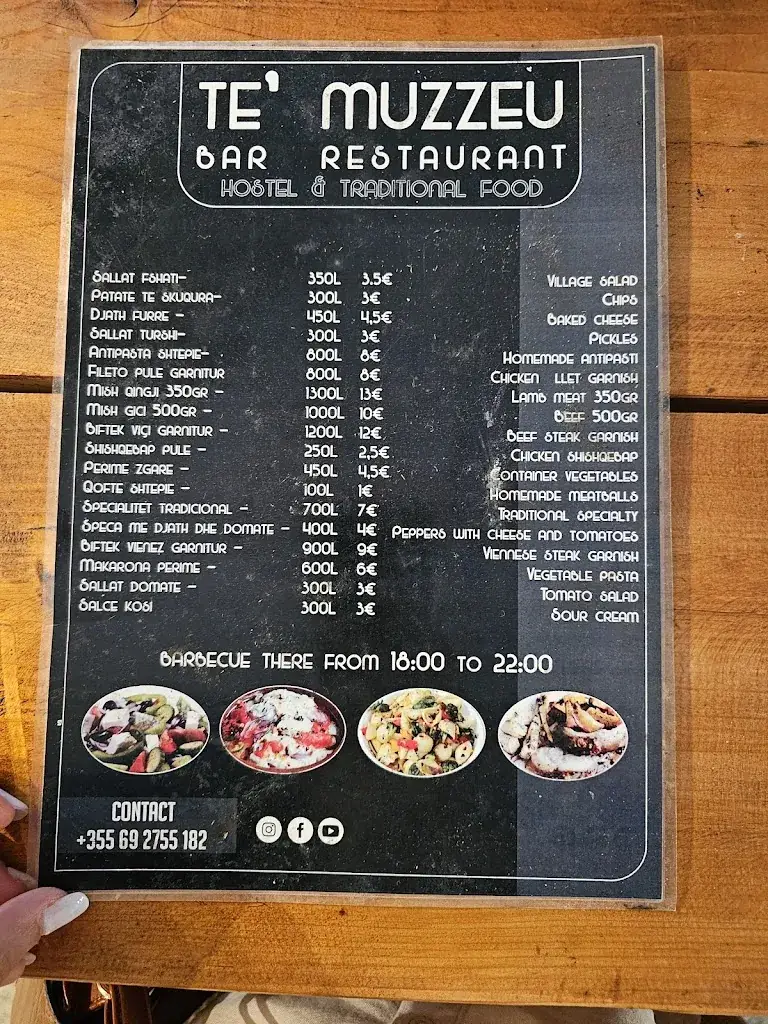 TE' MUZZEU
BAR RESTAURANT
HOSTEL & TRADITIONAL FOOD
SALLAT FSHATI– 350L 3.5€ VILLAGE SALAD
PATATE TE SKUQURA– 300L 3€ CHIPS
DJATH FURRE – 450L 4,5€ BAKED CHEESE
SALLAT TURSHI– 300L 3€ PICKLES
ANTIPASTA SHTEPIE– 800L 8€ HOMEMADE ANTIPASTI
FILETO PULE GARNITUR 800L 8€ CHICKEN LLET GARNISH
MISH QINGJI 350GR – 1300L 13€ LAMB MEAT 350GR
MISH GICI 500GR – 1000L 10€ BEEF 500GR
BIFTEK VIÇI GARNITUR – 1200L 12€ BEEF STEAK GARNISH
SHISHQEBAP PULE – 250L 2,5€ CHICKEN SHISHQEBAP
PERIME ZGARE – 450L 4,5€ CONTAINER VEGETABLES
QOFTE SHTEPIE – 100L 1€ HOMEMADE MEATBALLS
SPECIALITET TRADICIONAL – 700L 7€ TRADITIONAL SPECIALTY
SPECA ME DJATH DHE DOMATE – 400L 4€ PEPPERS WITH CHEESE AND TOMATOES
BIFTEK VIENEZ GARNITUR – 900L 9€ VIENNESE STEAK GARNISH
MAKARONA PERIME – 600L 6€ VEGETABLE PASTA
SALLAT DOMATE – 300L 3€ TOMATO SALAD
SALCE KOSI 300L 3€ SOUR CREAM
BARBECUE THERE FROM 18:00 TO 22:00
CONTACT
+355 69 2755 182